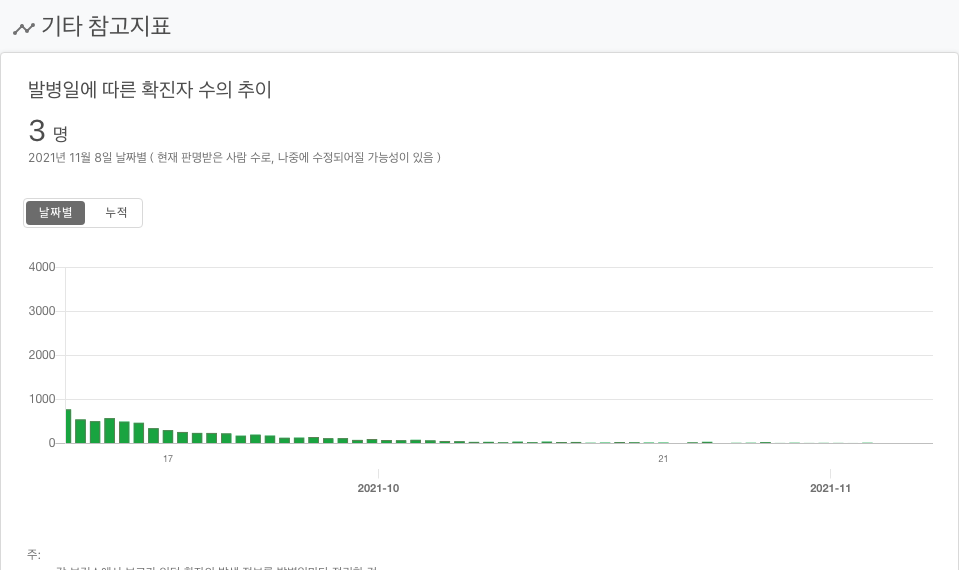 기타 참고지표
발병일에 따른 확진자 수의 추이
3 명
2021년 11월 8일 날짜별 ( 현재 판명받은 사람 수로, 나중에 수정되어질 가능성이 있음 )
날짜별 누적
4000
3000
2000
1000
0
17 21
2021-10 2021-11
주: